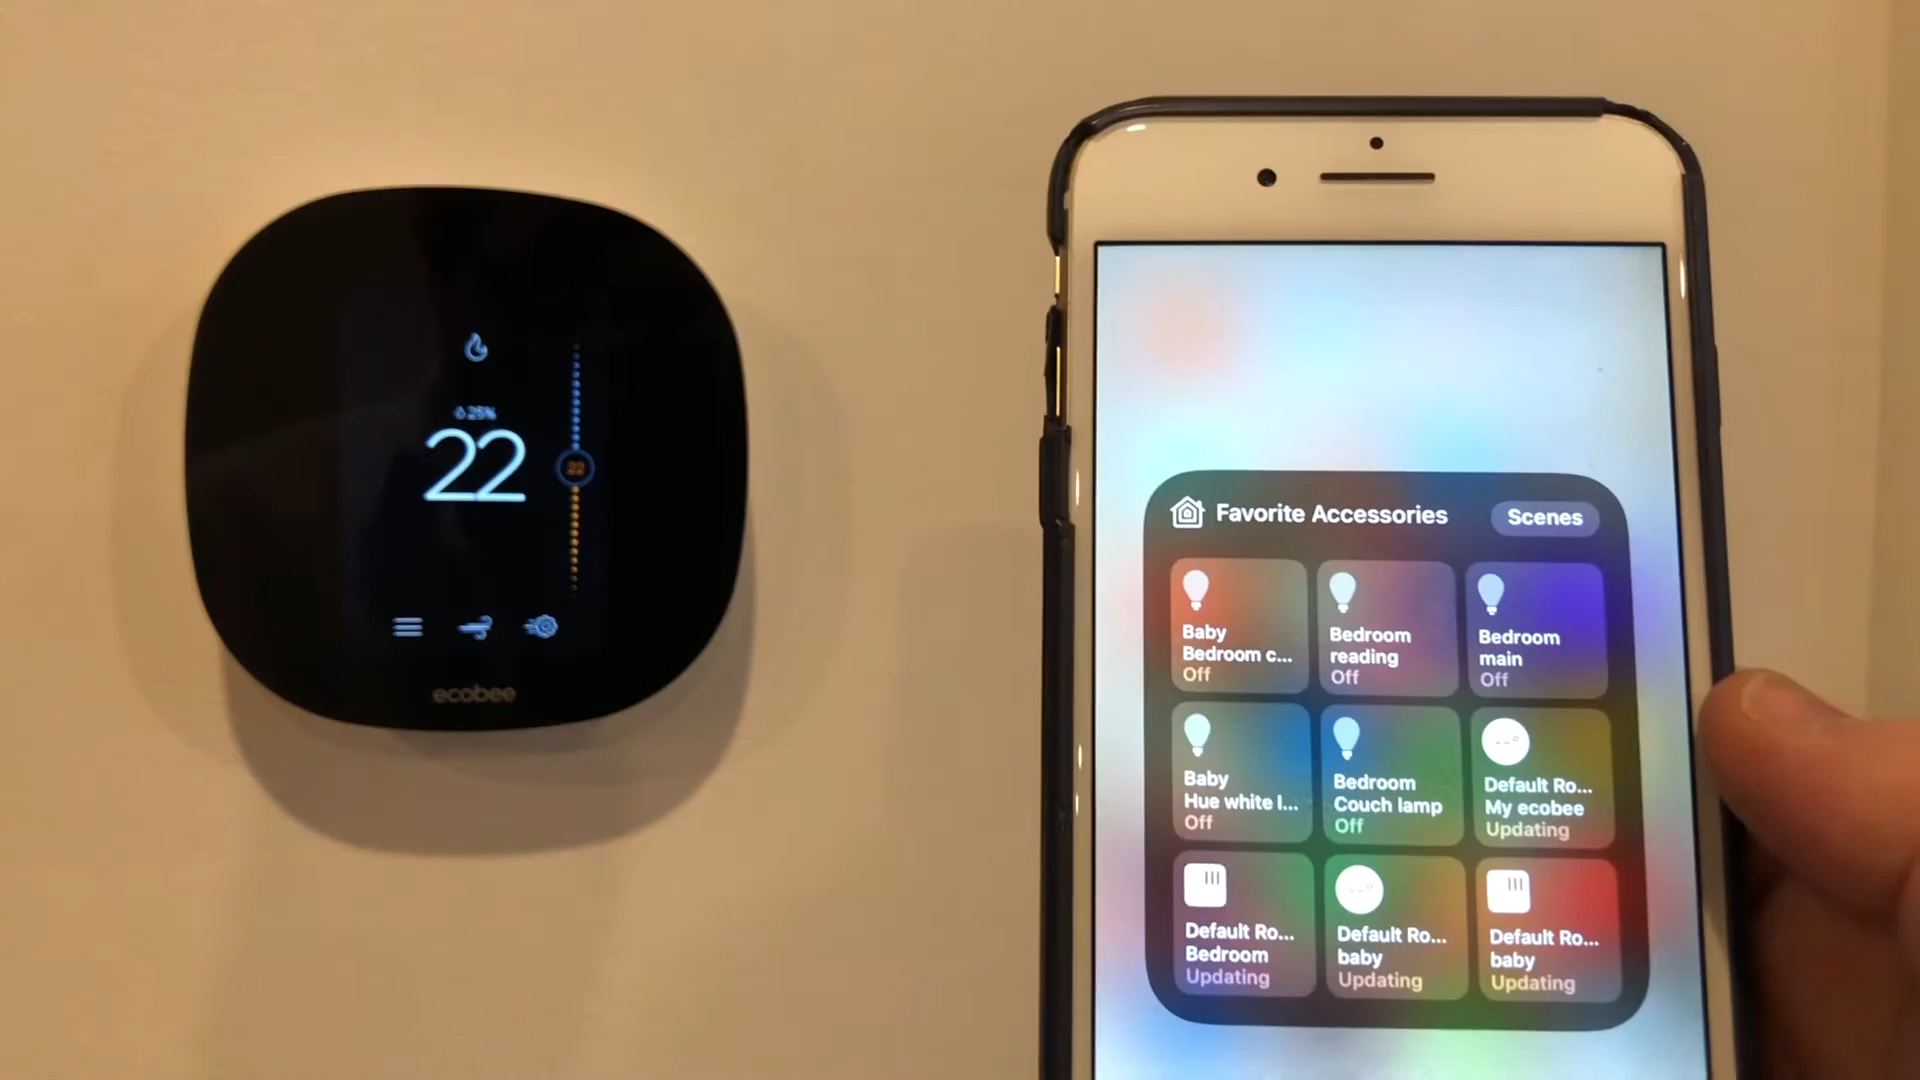 25%
22
22
ecobee
Favorite Accessories
Scenes
Baby
Bedroom c...
Off
Bedroom
reading
Off
Bedroom
main
Off
Baby
Hue white l...
Off
Bedroom
Couch lamp
Off
Default Ro...
My ecobee
Updating
Default Ro...
Bedroom
Updating
Default Ro...
baby
Updating
Default Ro...
baby
Updating